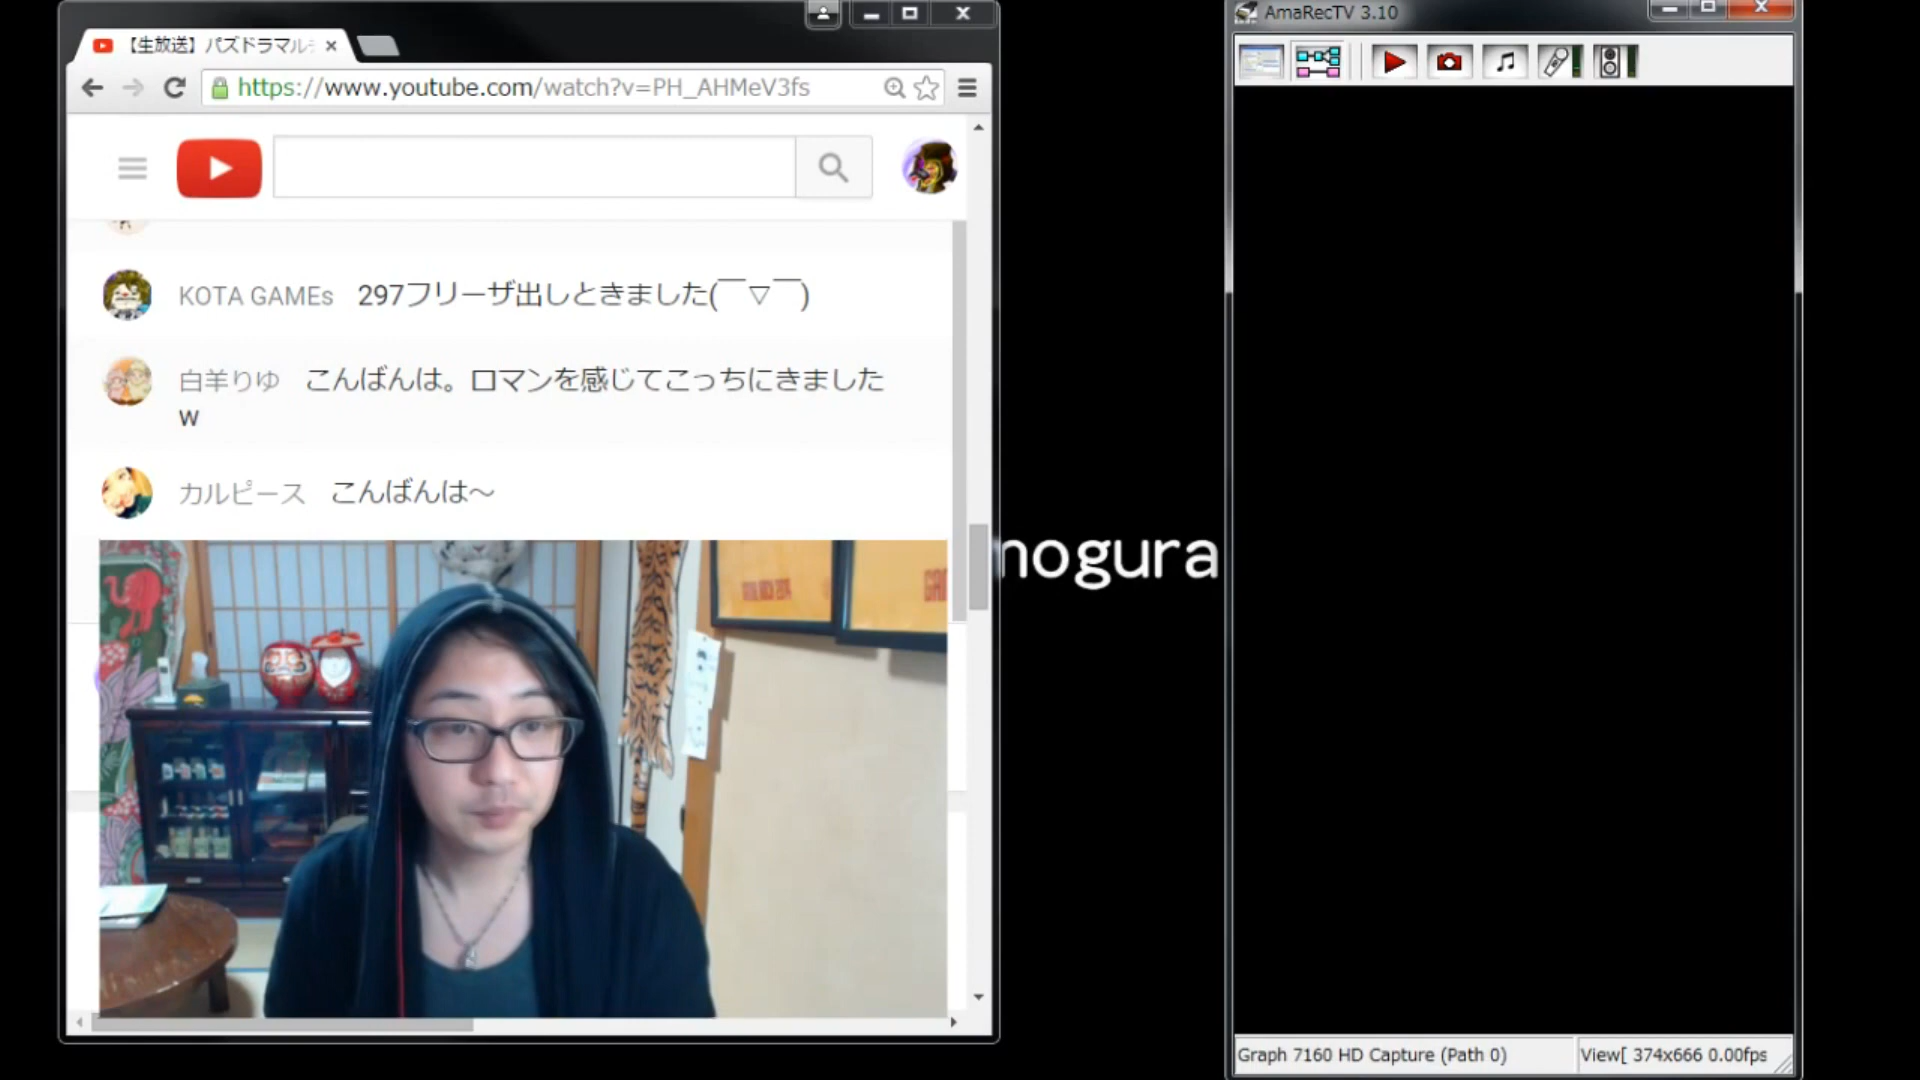 【生放送】パズドラマル
https://www.youtube.com/watch?v=PH_AHMeV3fs
KOTA GAMEs 297フリーザ出しときました(￣▽￣)
白羊りゆ こんばんは。ロマンを感じてこっちにきました
w
カルピース こんばんは～
nogura
AmaRecTV 3.10
Graph 7160 HD Capture (Path 0)
View[ 374x666 0.00fps